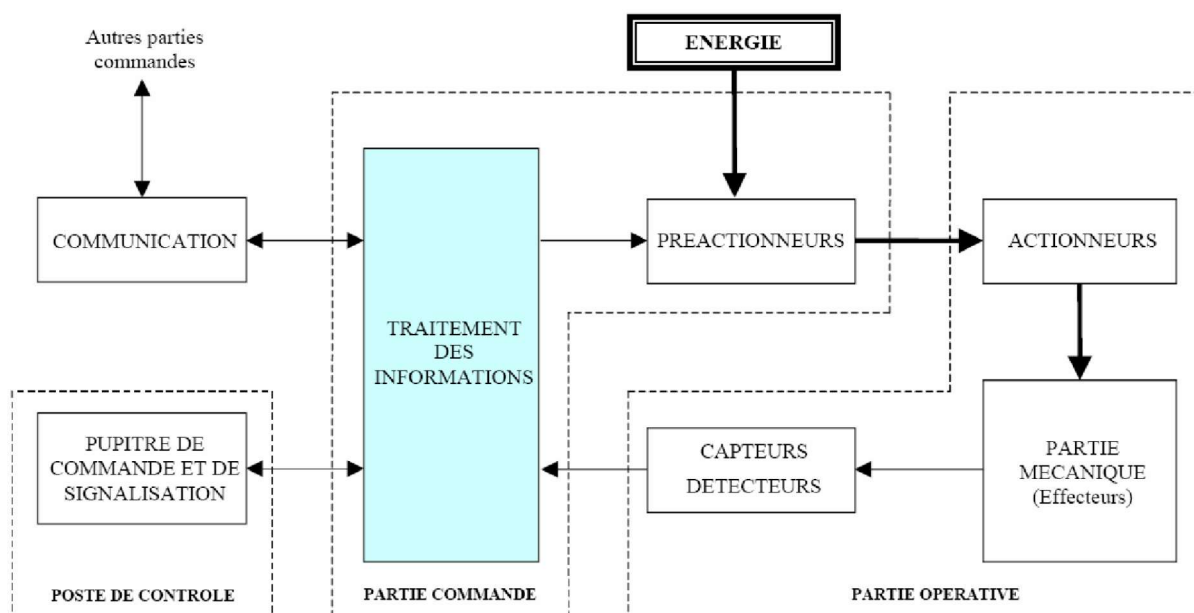 Autres parties
commandes
ENERGIE
COMMUNICATION
PREACTIONNEURS
ACTIONNEURS
TRAITEMENT
DES
INFORMATIONS
PUPITRE DE
COMMANDE ET DE
SIGNALISATION
CAPTEURS
DETECTEURS
PARTIE
MECANIQUE
(Effecteurs)
POSTE DE CONTROLE
PARTIE COMMANDE
PARTIE OPERATIVE